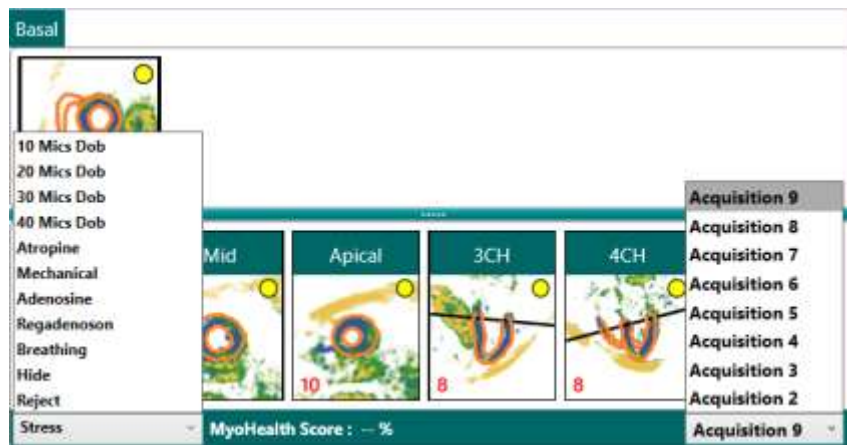 Basal
10 Mics Dob
20 Mics Dob
30 Mics Dob
40 Mics Dob
Atropine
Mechanical
Adenosine
Regadenoson
Breathing
Hide
Reject
Stress
Mid
Apical
3CH
4CH
10
8
8
MyoHealth Score : -- %
Acquisition 9
Acquisition 8
Acquisition 7
Acquisition 6
Acquisition 5
Acquisition 4
Acquisition 3
Acquisition 2
Acquisition 9